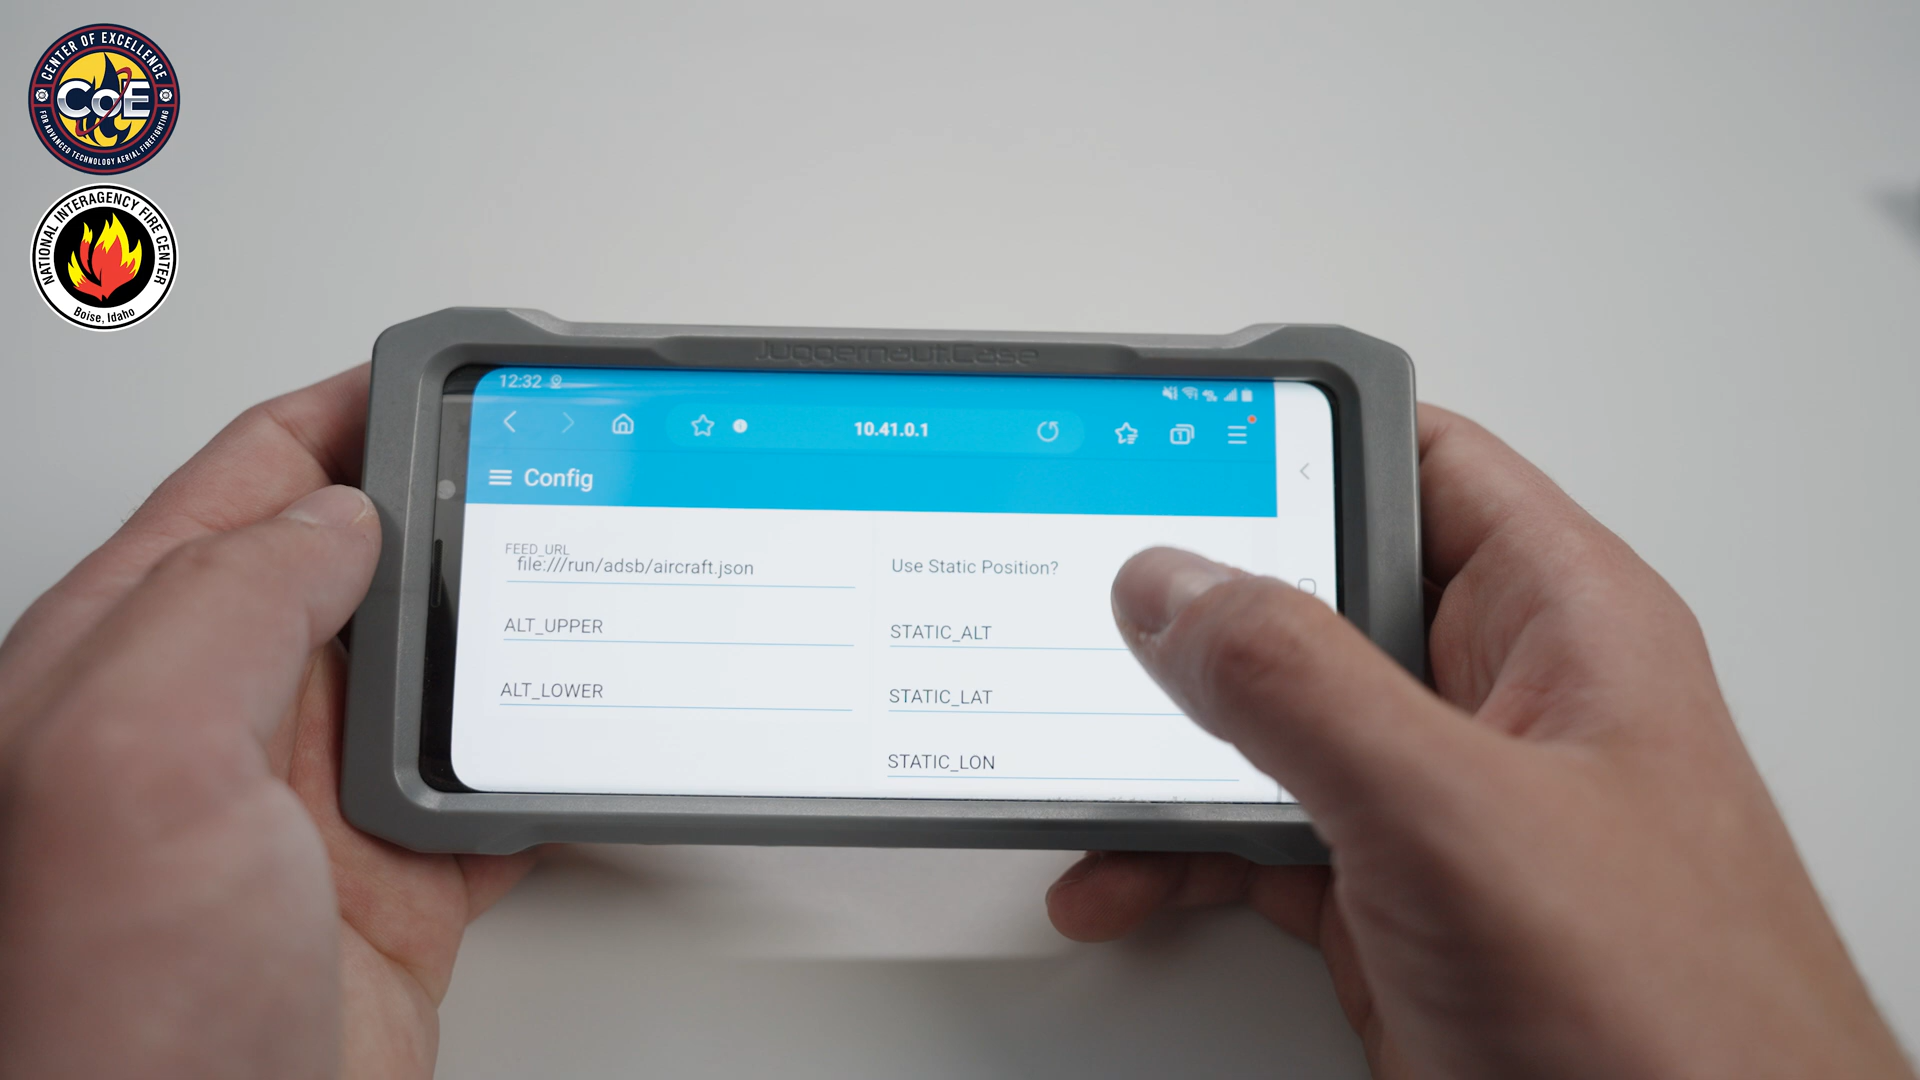 CENTER OF EXCELLENCE
CoE
FOR ADVANCED TECHNOLOGY AERIAL FIREFIGHTING
NATIONAL INTERAGENCY FIRE CENTER
Boise, Idaho
JuggernautCase
12:32
10.41.0.1
1
Config
FEED_URL
file:///run/adsb/aircraft.json
Use Static Position?
ALT_UPPER
STATIC_ALT
ALT_LOWER
STATIC_LAT
STATIC_LON